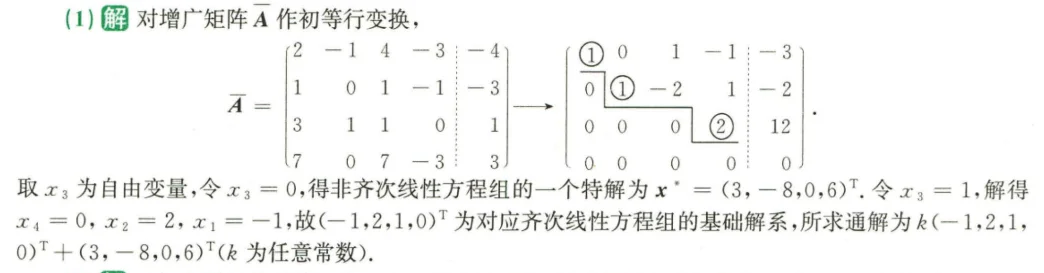 (1) 解 对增广矩阵 $\overline{A}$ 作初等行变换,
$\overline{A} = \left(\begin{array}{cccc:c} 2 & -1 & 4 & -3 & -4 \\ 1 & 0 & 1 & -1 & -3 \\ 3 & 1 & 1 & 0 & 1 \\ 7 & 0 & 7 & -3 & 3 \end{array}\right) \longrightarrow \left(\begin{array}{cccc:c} ① & 0 & 1 & -1 & -3 \\ 0 & ① & -2 & 1 & -2 \\ 0 & 0 & 0 & ② & 12 \\ 0 & 0 & 0 & 0 & 0 \end{array}\right).$
取 $x_3$ 为自由变量,令 $x_3 = 0$,得非齐次线性方程组的一个特解为 $x^* = (3,-8,0,6)^T$. 令 $x_3 = 1$,解得
$x_4 = 0, x_2 = 2, x_1 = -1$,故$(-1,2,1,0)^T$ 为对应齐次线性方程组的基础解系,所求通解为 $k(-1,2,1,$
$0)^T + (3,-8,0,6)^T$($k$ 为任意常数).